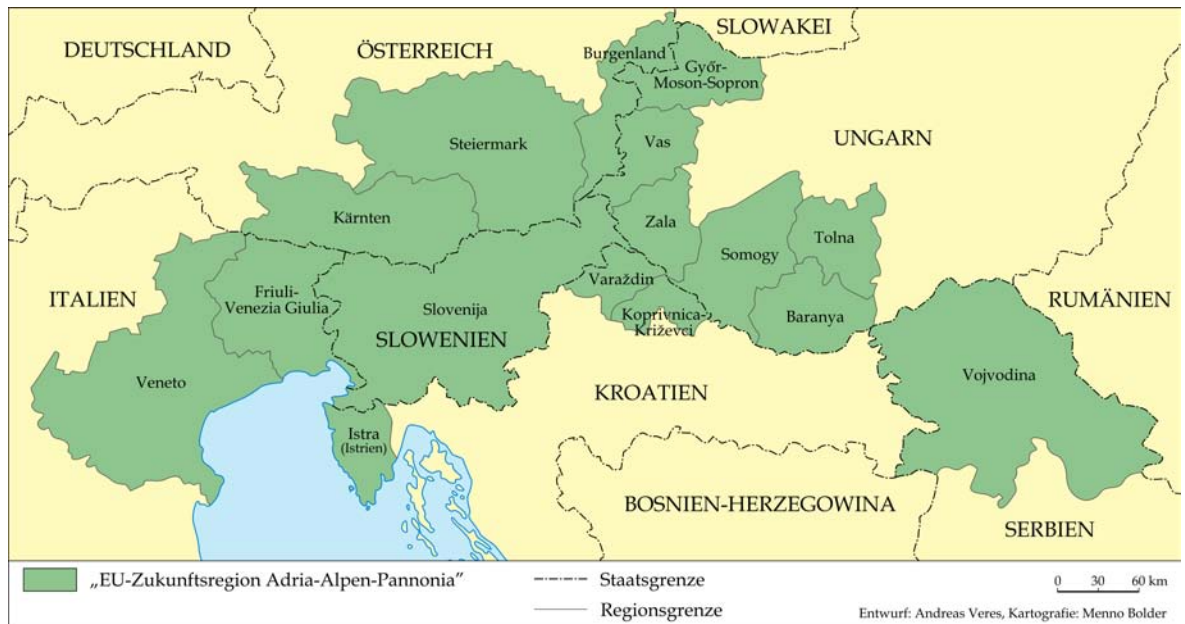 DEUTSCHLAND
ÖSTERREICH
SLOWAKEI
Burgenland
Győr-
Moson-Sopron
Steiermark
Vas
UNGARN
Kärnten
Zala
Somogy
Tolna
ITALIEN
Friuli-
Venezia Giulia
Slovenija
SLOWENIEN
Varaždin
Koprivnica-
Križevci
Baranya
RUMÄNIEN
Veneto
Vojvodina
KROATIEN
Istra
(Istrien)
BOSNIEN-HERZEGOWINA
SERBIEN
„EU-Zukunftsregion Adria-Alpen-Pannonia”
Staatsgrenze
Regionsgrenze
0 30 60 km
Entwurf: Andreas Veres, Kartografie: Menno Bolder